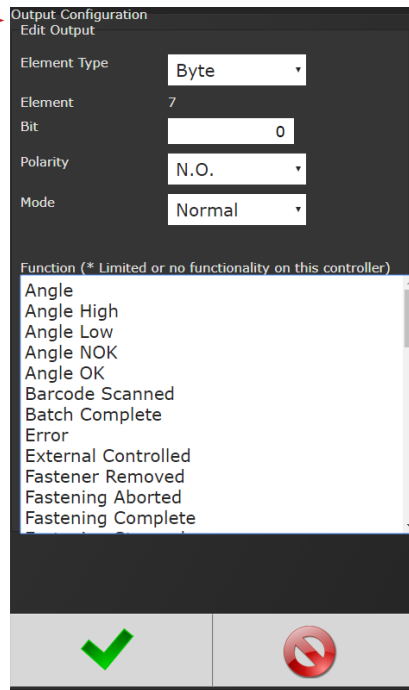 Output Configuration
Edit Output
Element Type Byte
Element 7
Bit 0
Polarity N.O.
Mode Normal
Function (* Limited or no functionality on this controller)
Angle
Angle High
Angle Low
Angle NOK
Angle OK
Barcode Scanned
Batch Complete
Error
External Controlled
Fastener Removed
Fastening Aborted
Fastening Complete